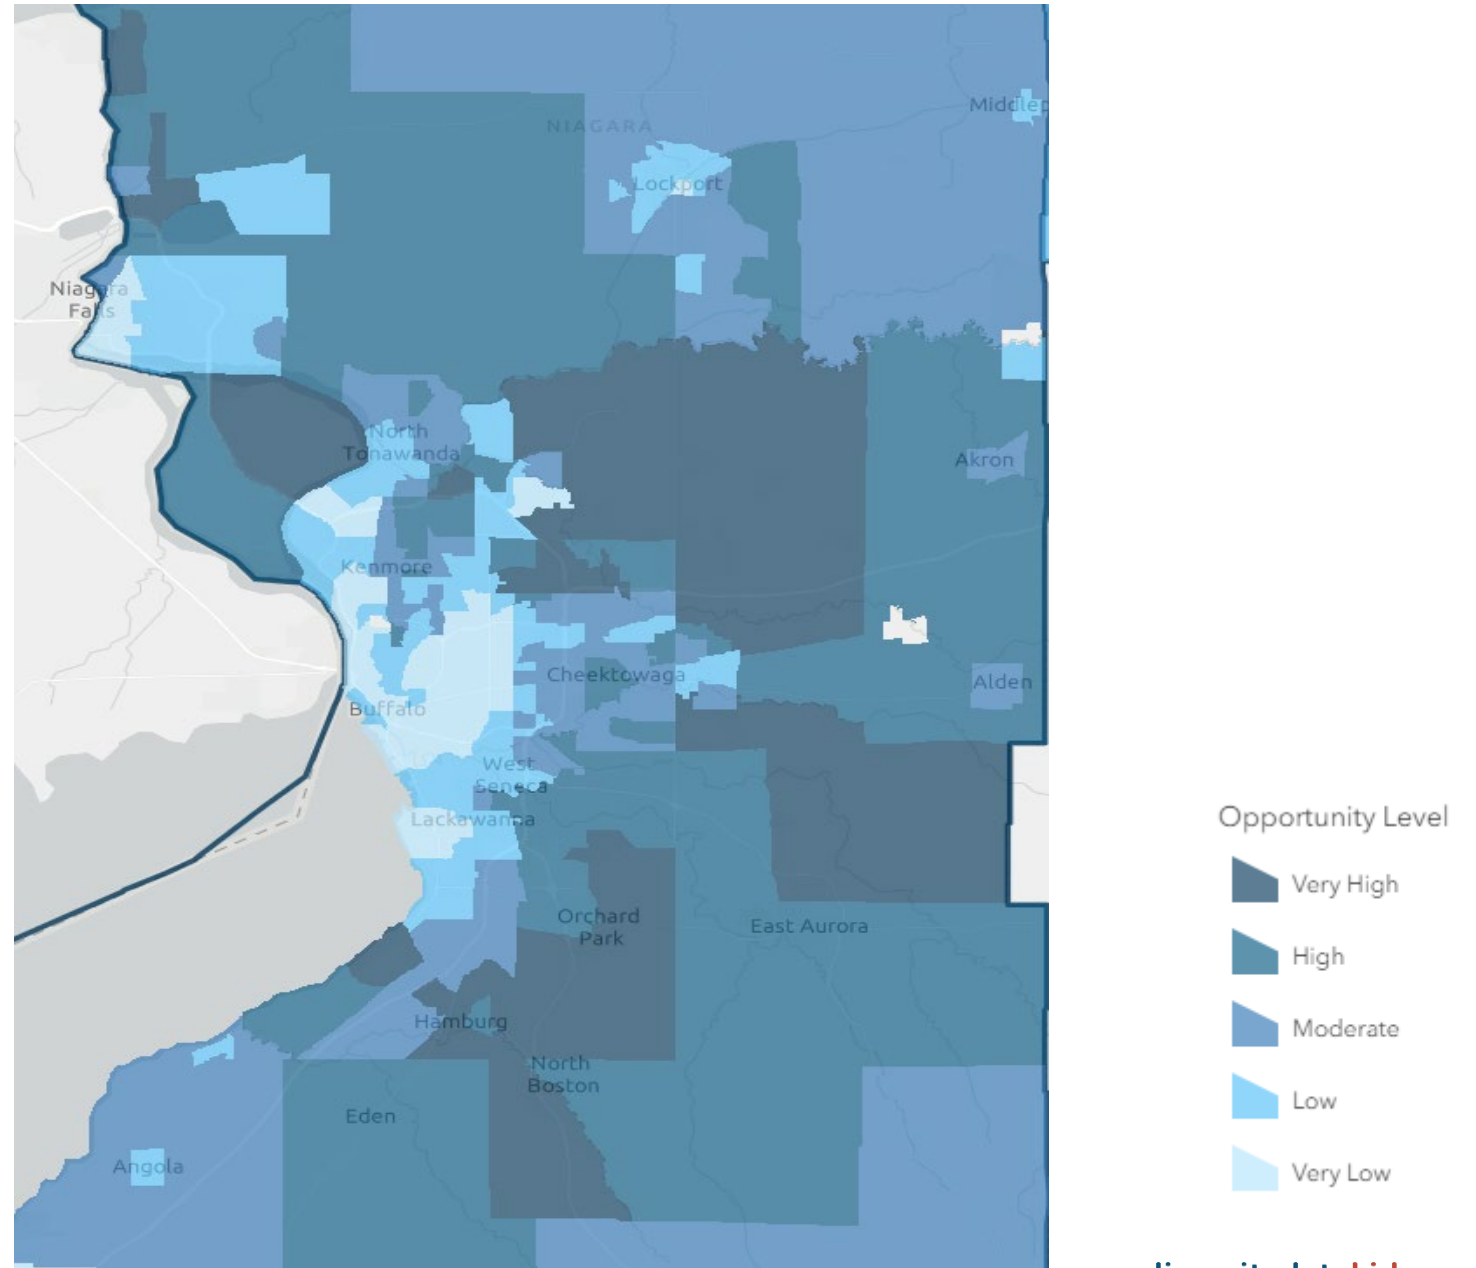 NIAGARA
Lockport
Niagara
Falls
North
Tonawanda
Akron
Kenmore
Cheektowaga
Alden
Buffalo
West
Seneca
Lackawanna
Orchard
Park
East Aurora
Hamburg
North
Boston
Eden
Angola
Opportunity Level
Very High
High
Moderate
Low
Very Low